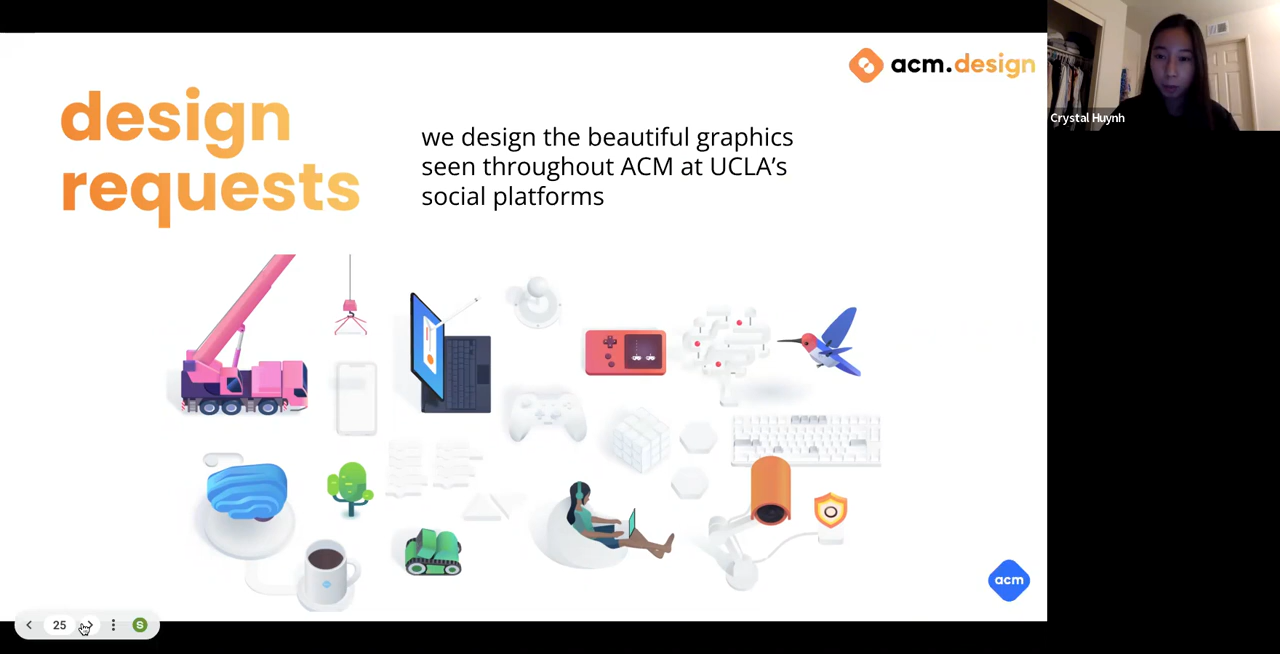 acm.design
design
requests
we design the beautiful graphics
seen throughout ACM at UCLA’s
social platforms
Crystal Huynh
acm
25
S